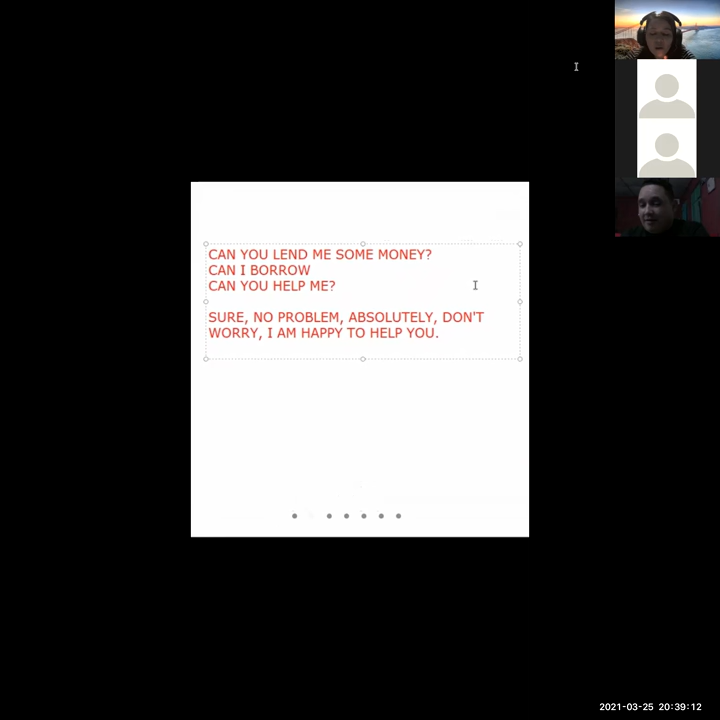 CAN YOU LEND ME SOME MONEY?
CAN I BORROW
CAN YOU HELP ME?
SURE, NO PROBLEM, ABSOLUTELY, DON'T
WORRY, I AM HAPPY TO HELP YOU.
2021-03-25 20:39:12